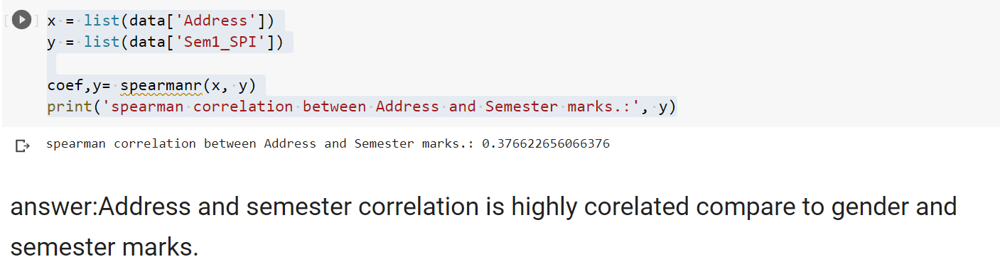 x = list(data['Address'])
y = list(data['Sem1_SPI'])
coef,y= spearmanr(x, y)
print('spearman correlation between Address and Semester marks.:', y)
spearman correlation between Address and Semester marks.: 0.376622656066376
answer:Address and semester correlation is highly corelated compare to gender and
semester marks.